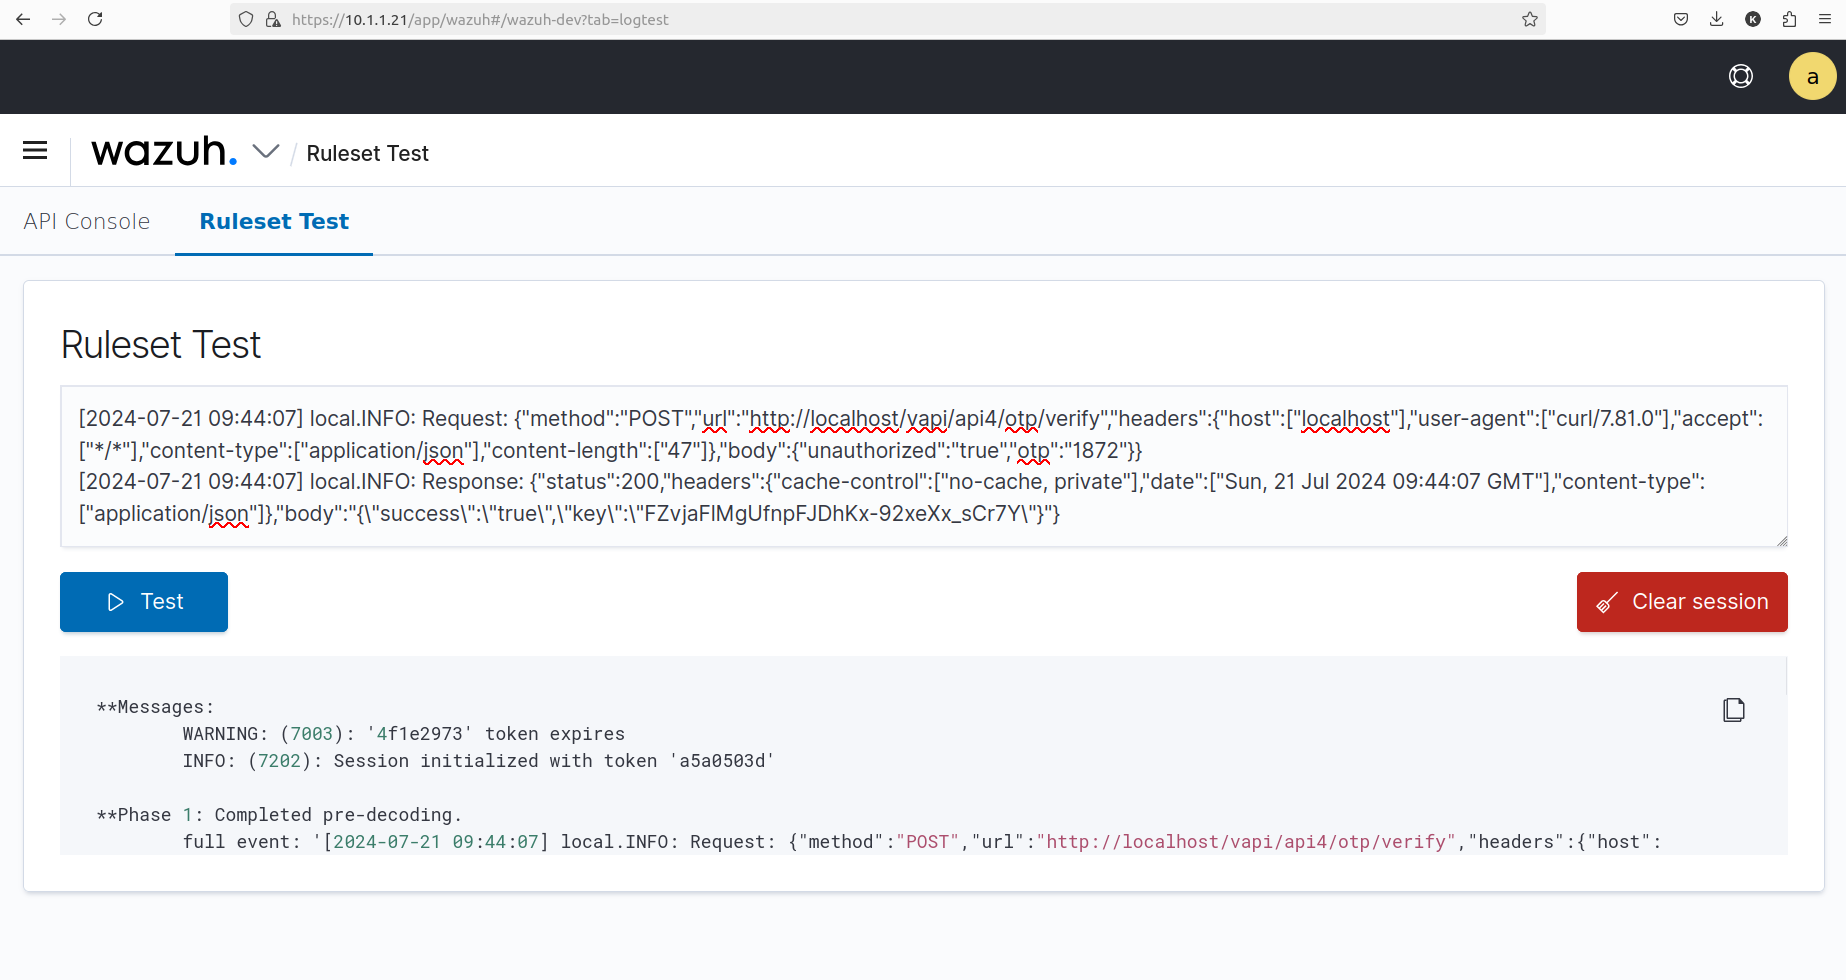 https://10.1.1.21/app/wazuh#/wazuh-dev?tab=logtest
K
a
wazuh. / Ruleset Test
API Console Ruleset Test
Ruleset Test
[2024-07-21 09:44:07] local.INFO: Request: {"method":"POST","url":"http://localhost/vapi/api4/otp/verify","headers":{"host":["localhost"],"user-agent":["curl/7.81.0"],"accept":
["*/*"],"content-type":["application/json"],"content-length":["47"]},"body":{"unauthorized":"true","otp":"1872"}}
[2024-07-21 09:44:07] local.INFO: Response: {"status":200,"headers":{"cache-control":["no-cache, private"],"date":["Sun, 21 Jul 2024 09:44:07 GMT"],"content-type":
["application/json"]},"body":"{\"success\":\"true\",\"key\":\"FZvjaFlMgUfnpFJDhKx-92xeXx_sCr7Y\"}"}
Test Clear session
**Messages:
WARNING: (7003): '4f1e2973' token expires
INFO: (7202): Session initialized with token 'a5a0503d'
**Phase 1: Completed pre-decoding.
full event: '[2024-07-21 09:44:07] local.INFO: Request: {"method":"POST","url":"http://localhost/vapi/api4/otp/verify","headers":{"host":